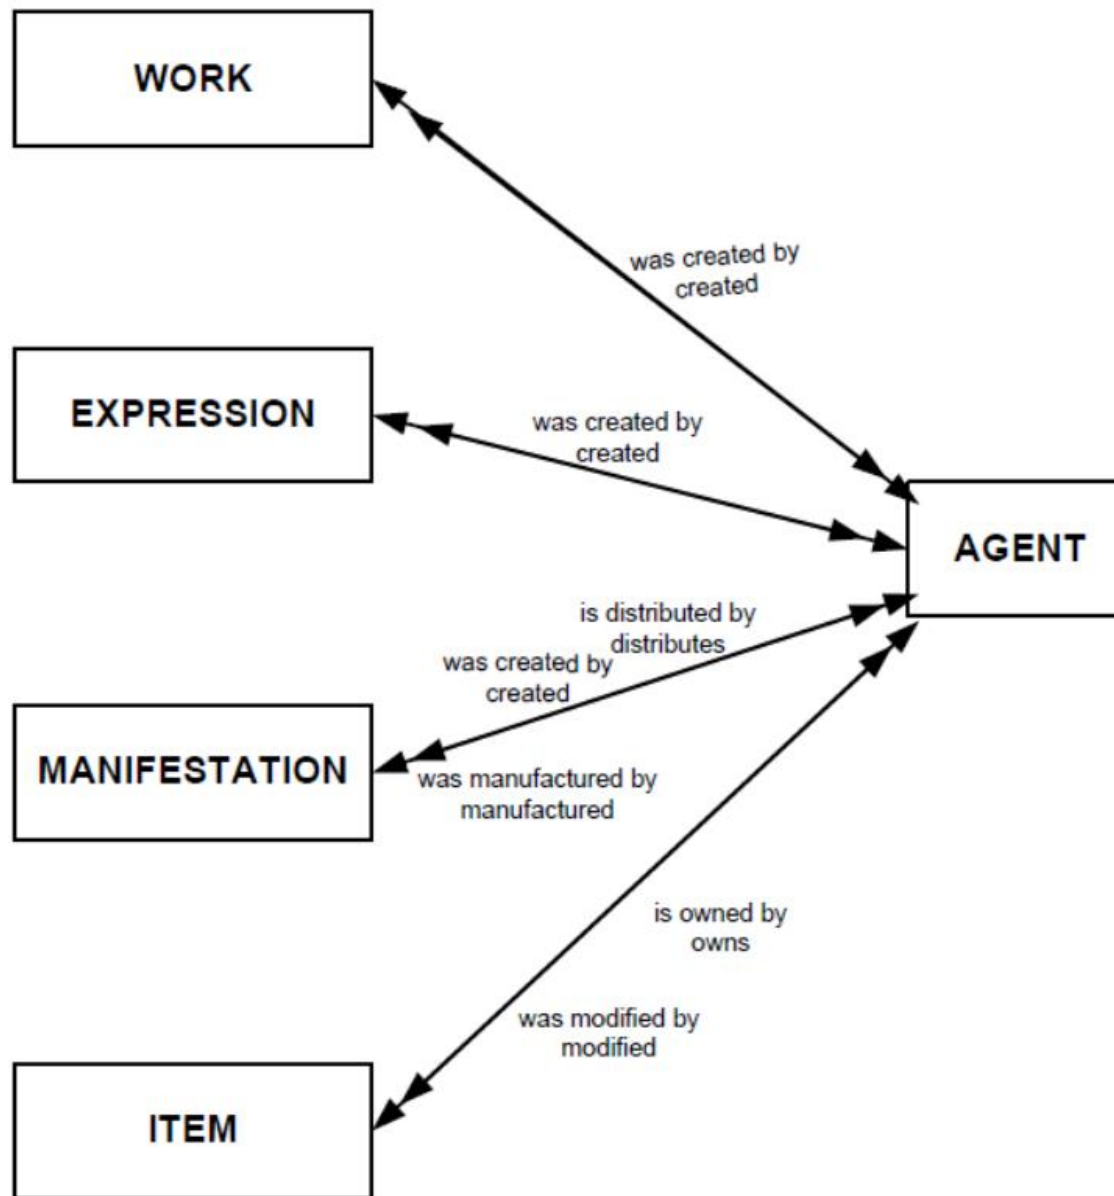 WORK
was created by
created
EXPRESSION
was created by
created
AGENT
is distributed by
distributes
was created by
created
MANIFESTATION
was manufactured by
manufactured
is owned by
owns
was modified by
modified
ITEM